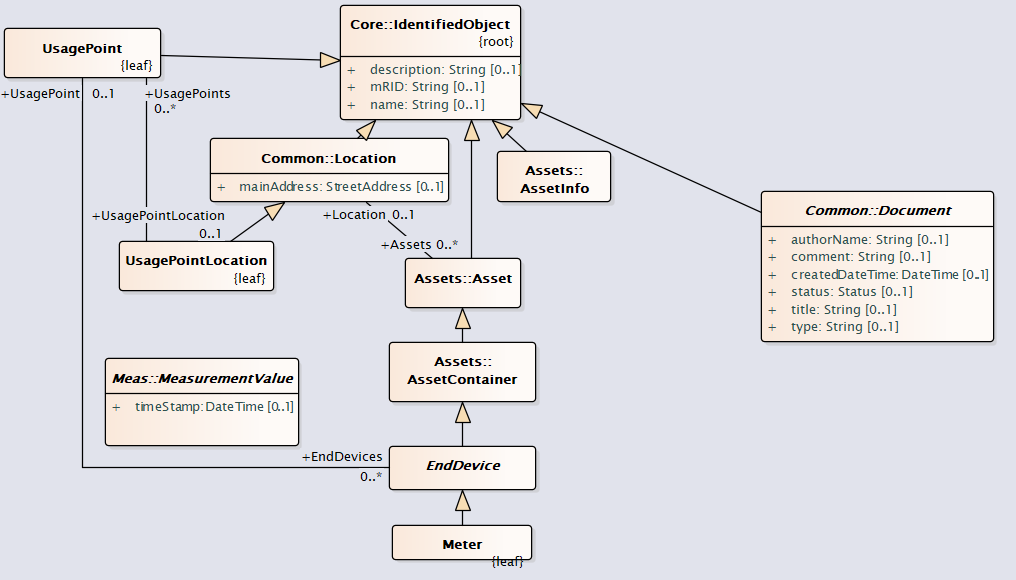 Core::IdentifiedObject
{root}
+ description: String [0..1]
+ mRID: String [0..1]
+ name: String [0..1]
UsagePoint
{leaf}
+UsagePoint 0..1
+UsagePoints
0..*
Common::Location
+ mainAddress: StreetAddress [0..1]
Assets::
AssetInfo
+UsagePointLocation
0..1
+Location 0..1
+Assets 0..*
UsagePointLocation
{leaf}
Assets::Asset
Common::Document
+ authorName: String [0..1]
+ comment: String [0..1]
+ createdDateTime: DateTime [0..1]
+ status: Status [0..1]
+ title: String [0..1]
+ type: String [0..1]
Assets::
AssetContainer
Meas::MeasurementValue
+ timeStamp:DateTime [0..1]
+EndDevices
0..*
EndDevice
Meter
{leaf}